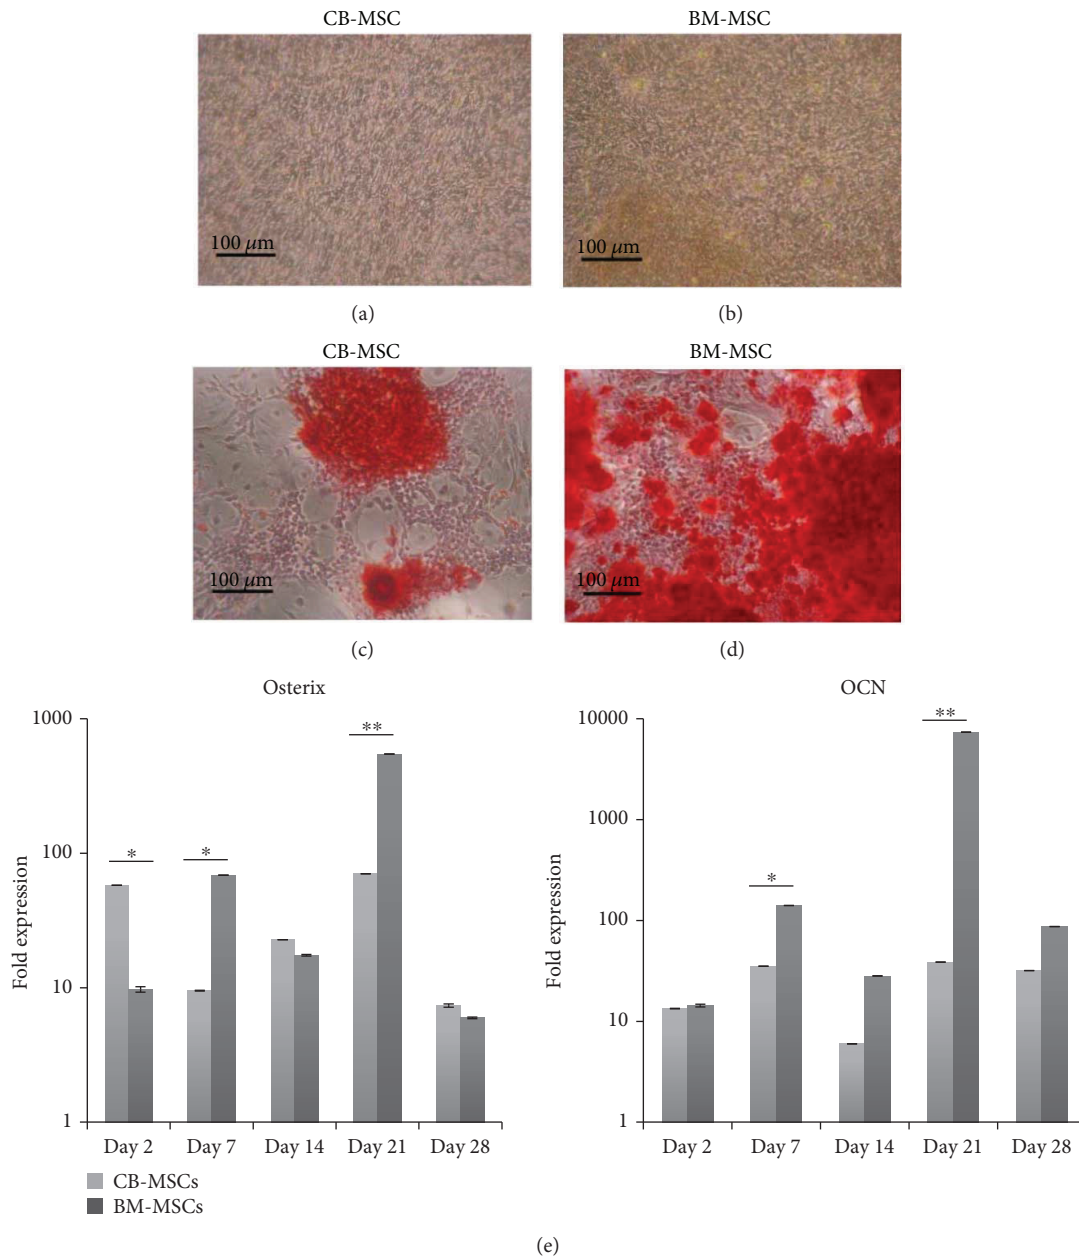 CB-MSC
BM-MSC
100 μm
100 μm
(a)
(b)
CB-MSC
BM-MSC
100 μm
100 μm
(c)
(d)
Osterix
1000
100
10
1
Fold expression
*
*
**
Day 2
Day 7
Day 14
Day 21
Day 28
CB-MSCs
BM-MSCs
OCN
10000
1000
100
10
1
Fold expression
*
**
Day 2
Day 7
Day 14
Day 21
Day 28
(e)